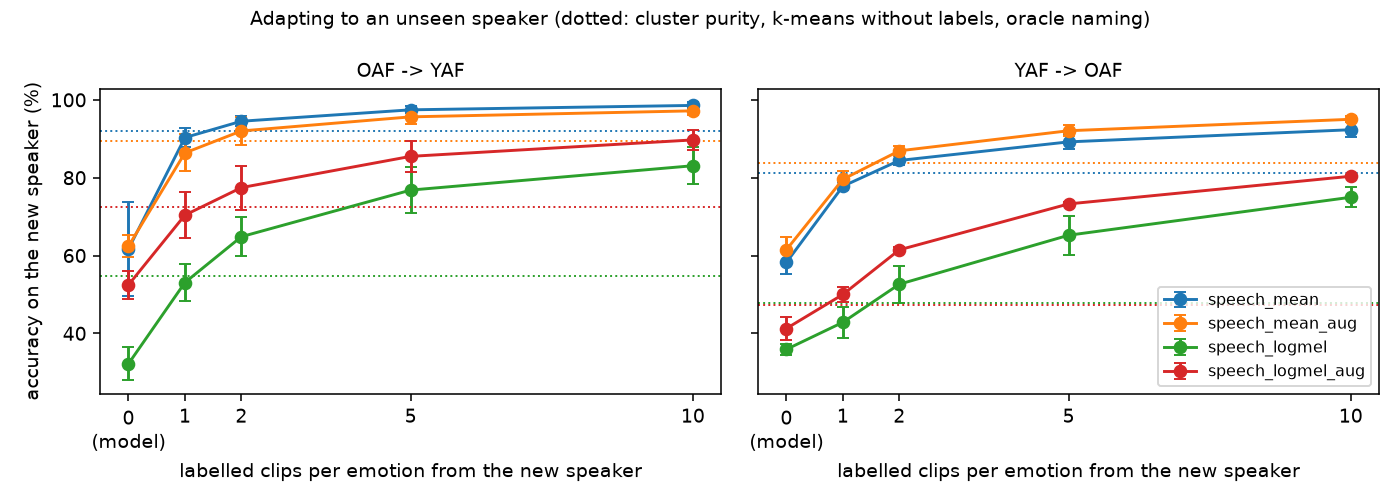 Adapting to an unseen speaker (dotted: cluster purity, k-means without labels, oracle naming)
OAF -> YAF
accuracy on the new speaker (%)
100
80
60
40
0
(model)
1
2
5
10
labelled clips per emotion from the new speaker
YAF -> OAF
speech_mean
speech_mean_aug
speech_logmel
speech_logmel_aug
0
(model)
1
2
5
10
labelled clips per emotion from the new speaker